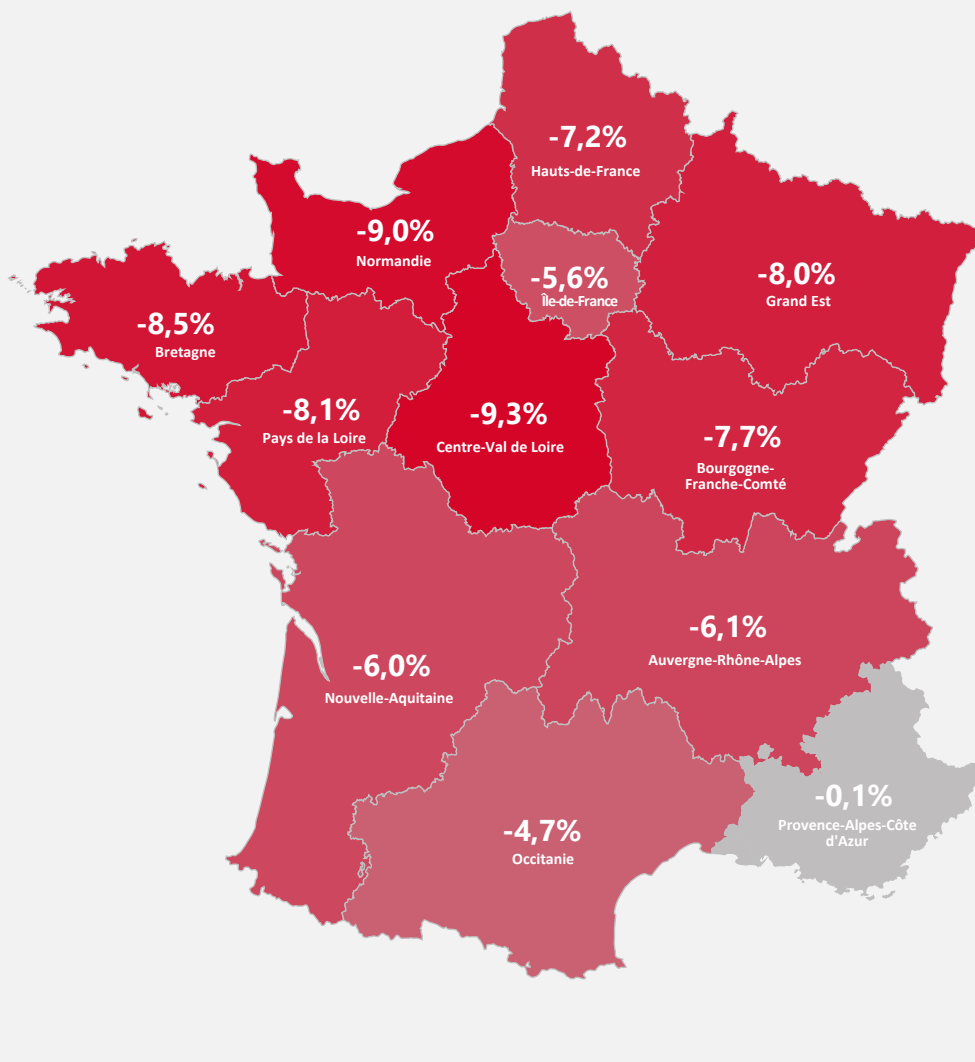 -7,2%
Hauts-de-France
-9,0%
Normandie
-5,6%
Île-de-France
-8,0%
Grand Est
-8,5%
Bretagne
-8,1%
Pays de la Loire
-9,3%
Centre-Val de Loire
-7,7%
Bourgogne-
Franche-Comté
-6,1%
Auvergne-Rhône-Alpes
-6,0%
Nouvelle-Aquitaine
-0,1%
Provence-Alpes-Côte
d'Azur
-4,7%
Occitanie